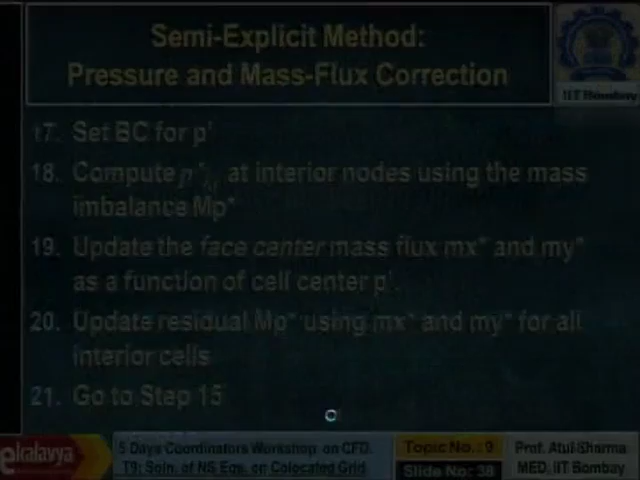 Semi-Explicit Method:
Pressure and Mass-Flux Correction
IIT Bombay
17. Set BC for p'
18. Compute p' at interior nodes using the mass
imbalance Mp*
19. Update the face center mass flux mx* and my*
as a function of cell center p'.
20. Update residual Mp* using mx* and my* for all
interior cells
21. Go to Step 15
ekalavya
5 Days Coordinators Workshop on CFD.
T9: Soln. of NS Eqs. on Colocated Grid
Topic No.: 9
Slide No.: 38
Prof. Atul Sharma
MED, IIT Bombay